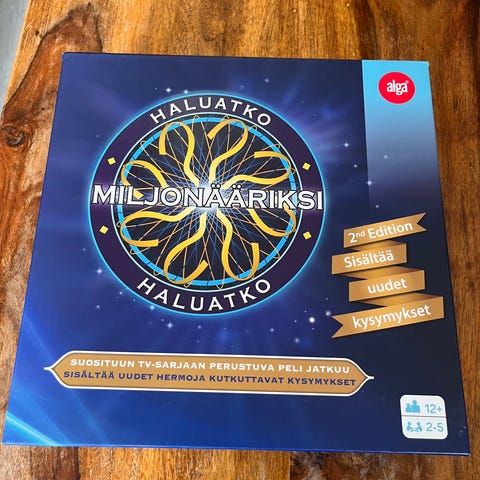 alga
HALUATKO
MILJONÄÄRIKSI
HALUATKO
2nd Edition
Sisältää
uudet
kysymykset
SUOSITUUN TV-SARJAAN PERUSTUVA PELI JATKUU
SISÄLTÄÄ UUDET HERMOJA KUTKUTTAVAT KYSYMYKSET
12+
2-5